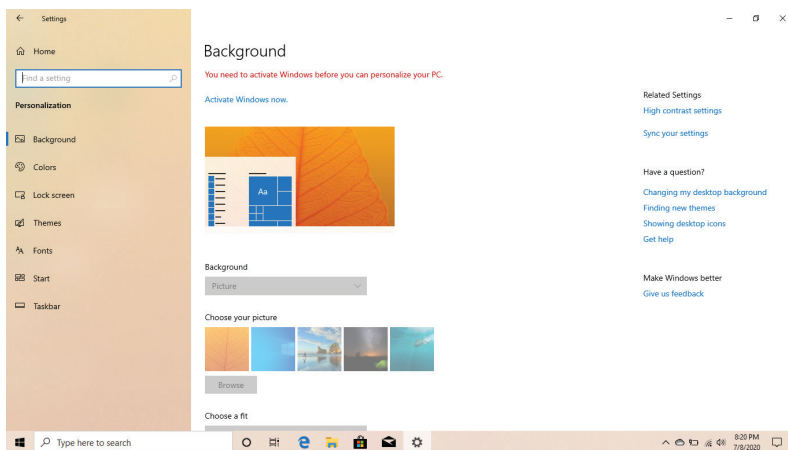 Settings
Home
Find a setting
Personalization
Background
Colors
Lock screen
Themes
Fonts
Start
Taskbar
Background
You need to activate Windows before you can personalize your PC.
Activate Windows now.
Aa
Background
Picture
Choose your picture
Browse
Choose a fit
Related Settings
High contrast settings
Sync your settings
Have a question?
Changing my desktop background
Finding new themes
Showing desktop icons
Get help
Make Windows better
Give us feedback
Type here to search
8:20 PM
7/8/2020